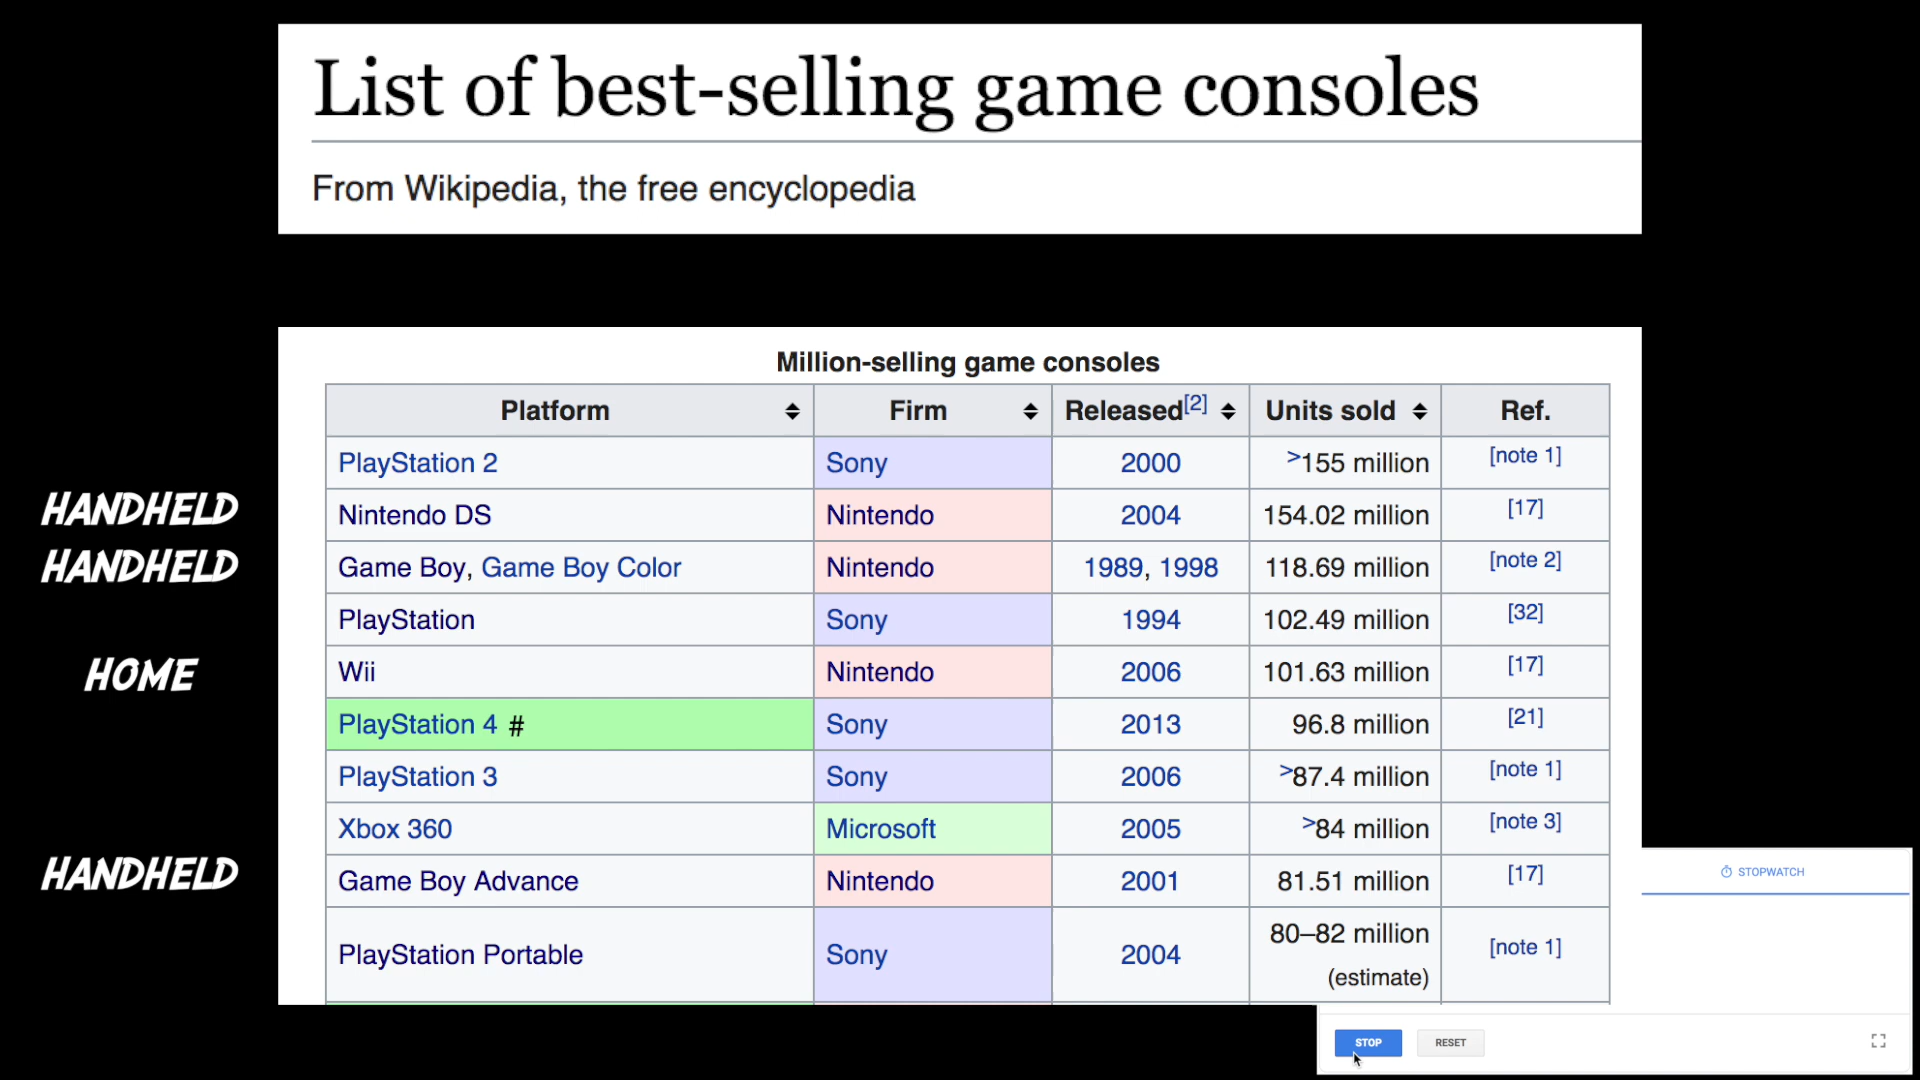 List of best-selling game consoles
From Wikipedia, the free encyclopedia
Million-selling game consoles
Platform Firm Released[2] Units sold Ref.
PlayStation 2 Sony 2000 >155 million [note 1]
HANDHELD Nintendo DS Nintendo 2004 154.02 million [17]
HANDHELD Game Boy, Game Boy Color Nintendo 1989, 1998 118.69 million [note 2]
PlayStation Sony 1994 102.49 million [32]
HOME Wii Nintendo 2006 101.63 million [17]
PlayStation 4 # Sony 2013 96.8 million [21]
PlayStation 3 Sony 2006 >87.4 million [note 1]
Xbox 360 Microsoft 2005 >84 million [note 3]
HANDHELD Game Boy Advance Nintendo 2001 81.51 million [17]
PlayStation Portable Sony 2004 80–82 million (estimate) [note 1]
STOPWATCH
STOP RESET